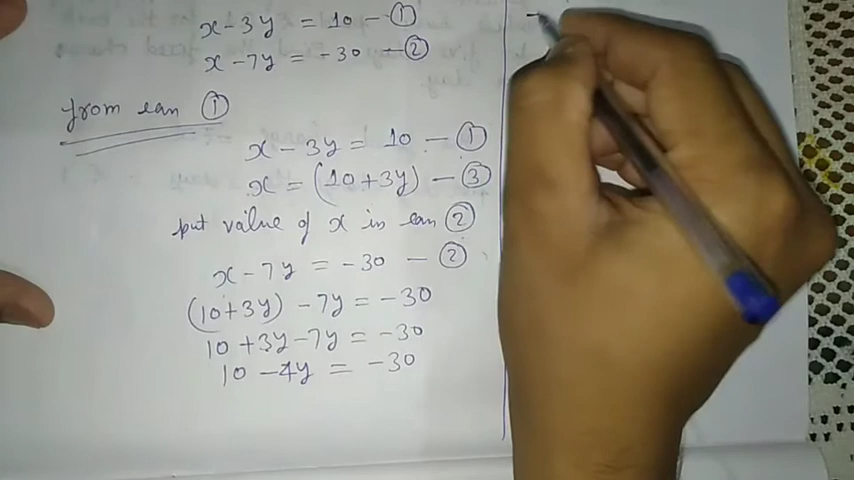 x - 3y = 10 - ①
x - 7y = -30 - ②
from eqn ①
x - 3y = 10 - ①
x = (10 + 3y) - ③
put value of x in eqn ②
x - 7y = -30 - ②
(10 + 3y) - 7y = -30
10 + 3y - 7y = -30
10 - 4y = -30